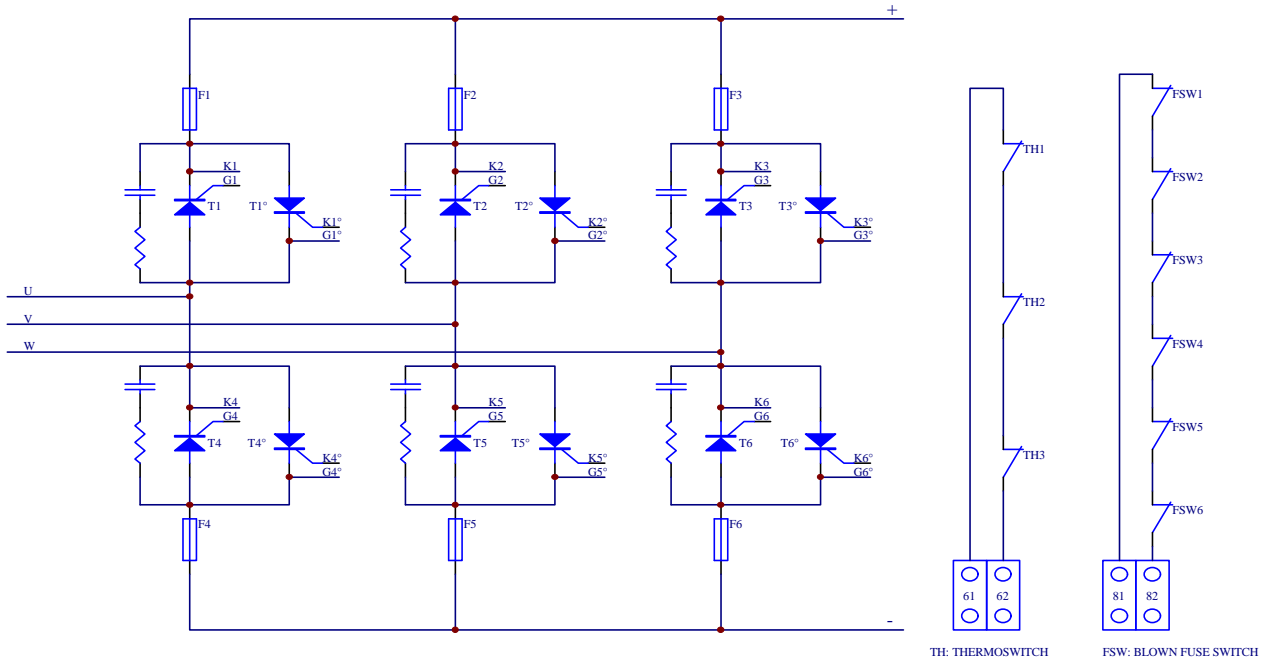 +
F1
F2
F3
K1
G1
T1
T1°
K1°
G1°
K2
G2
T2
T2°
K2°
G2°
K3
G3
T3
T3°
K3°
G3°
U
V
W
K4
G4
T4
T4°
K4°
G4°
K5
G5
T5
T5°
K5°
G5°
K6
G6
T6
T6°
K6°
G6°
F4
F5
F6
-
TH1
TH2
TH3
61
62
TH: THERMOSWITCH
FSW1
FSW2
FSW3
FSW4
FSW5
FSW6
81
82
FSW: BLOWN FUSE SWITCH